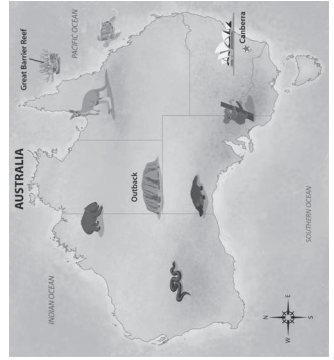 AUSTRALIA
Great Barrier Reef
PACIFIC OCEAN
INDIAN OCEAN
Outback
Canberra
SOUTHERN OCEAN
N
W
E
S